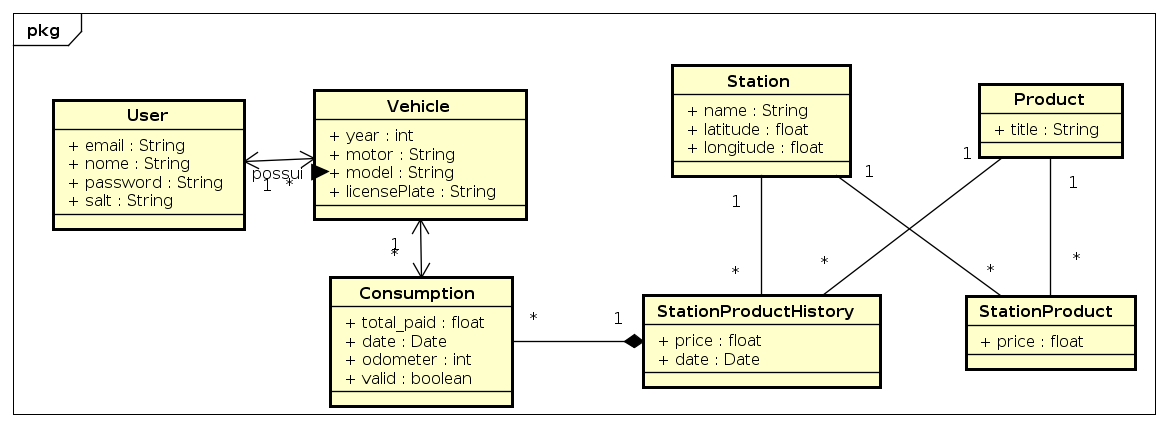 pkg
User
+ email : String
+ nome : String
+ password : String
+ salt : String
possui
1
*
Vehicle
+ year : int
+ motor : String
+ model : String
+ licensePlate : String
1
*
Consumption
+ total_paid : float
+ date : Date
+ odometer : int
+ valid : boolean
*
1
Station
+ name : String
+ latitude : float
+ longitude : float
1
*
1
*
Product
+ title : String
1
*
1
*
StationProductHistory
+ price : float
+ date : Date
StationProduct
+ price : float